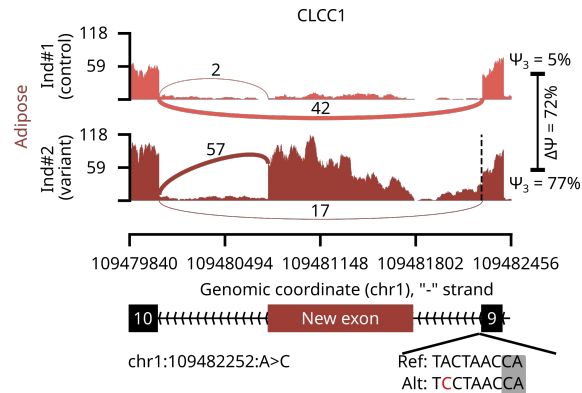 CLCC1
Adipose
Ind#1
(control)
118
59
2
42
Ψ3 = 5%
ΔΨ = 72%
Ind#2
(variant)
118
59
57
17
Ψ3 = 77%
109479840 109480494 109481148 109481802 109482456
Genomic coordinate (chr1), "-" strand
10 New exon 9
chr1:109482252:A>C
Ref: TACTAACCA
Alt: TCCTAACCA